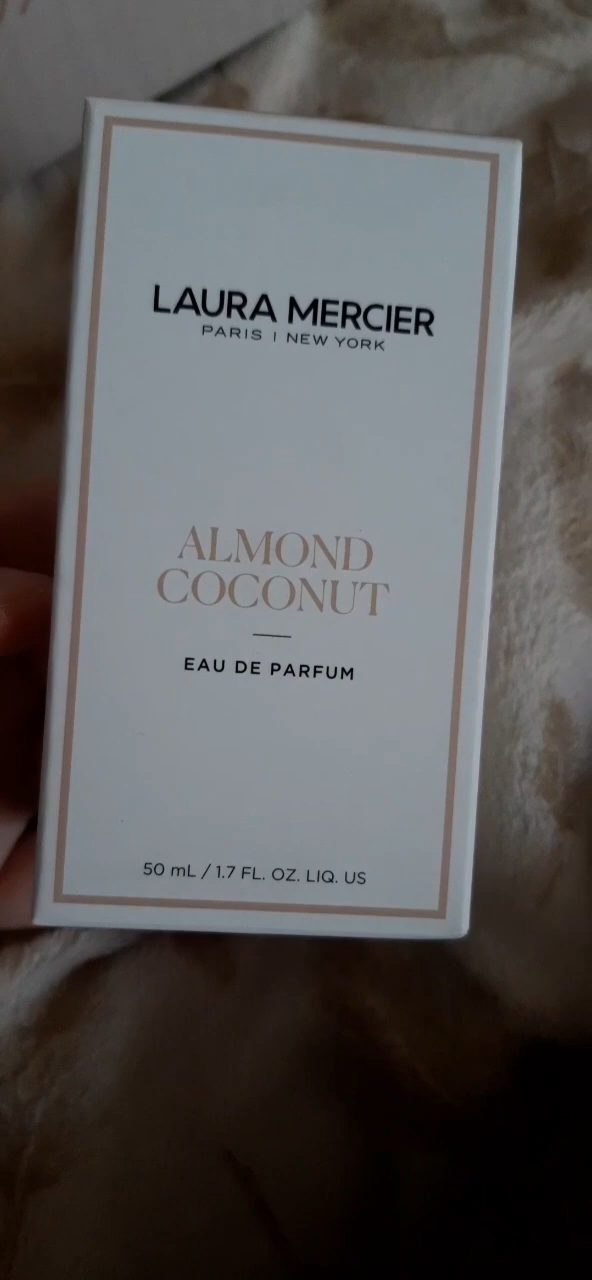 LAURA MERCIER
PARIS | NEW YORK
ALMOND
COCONUT
EAU DE PARFUM
50 mL / 1.7 FL. OZ. LIQ. US